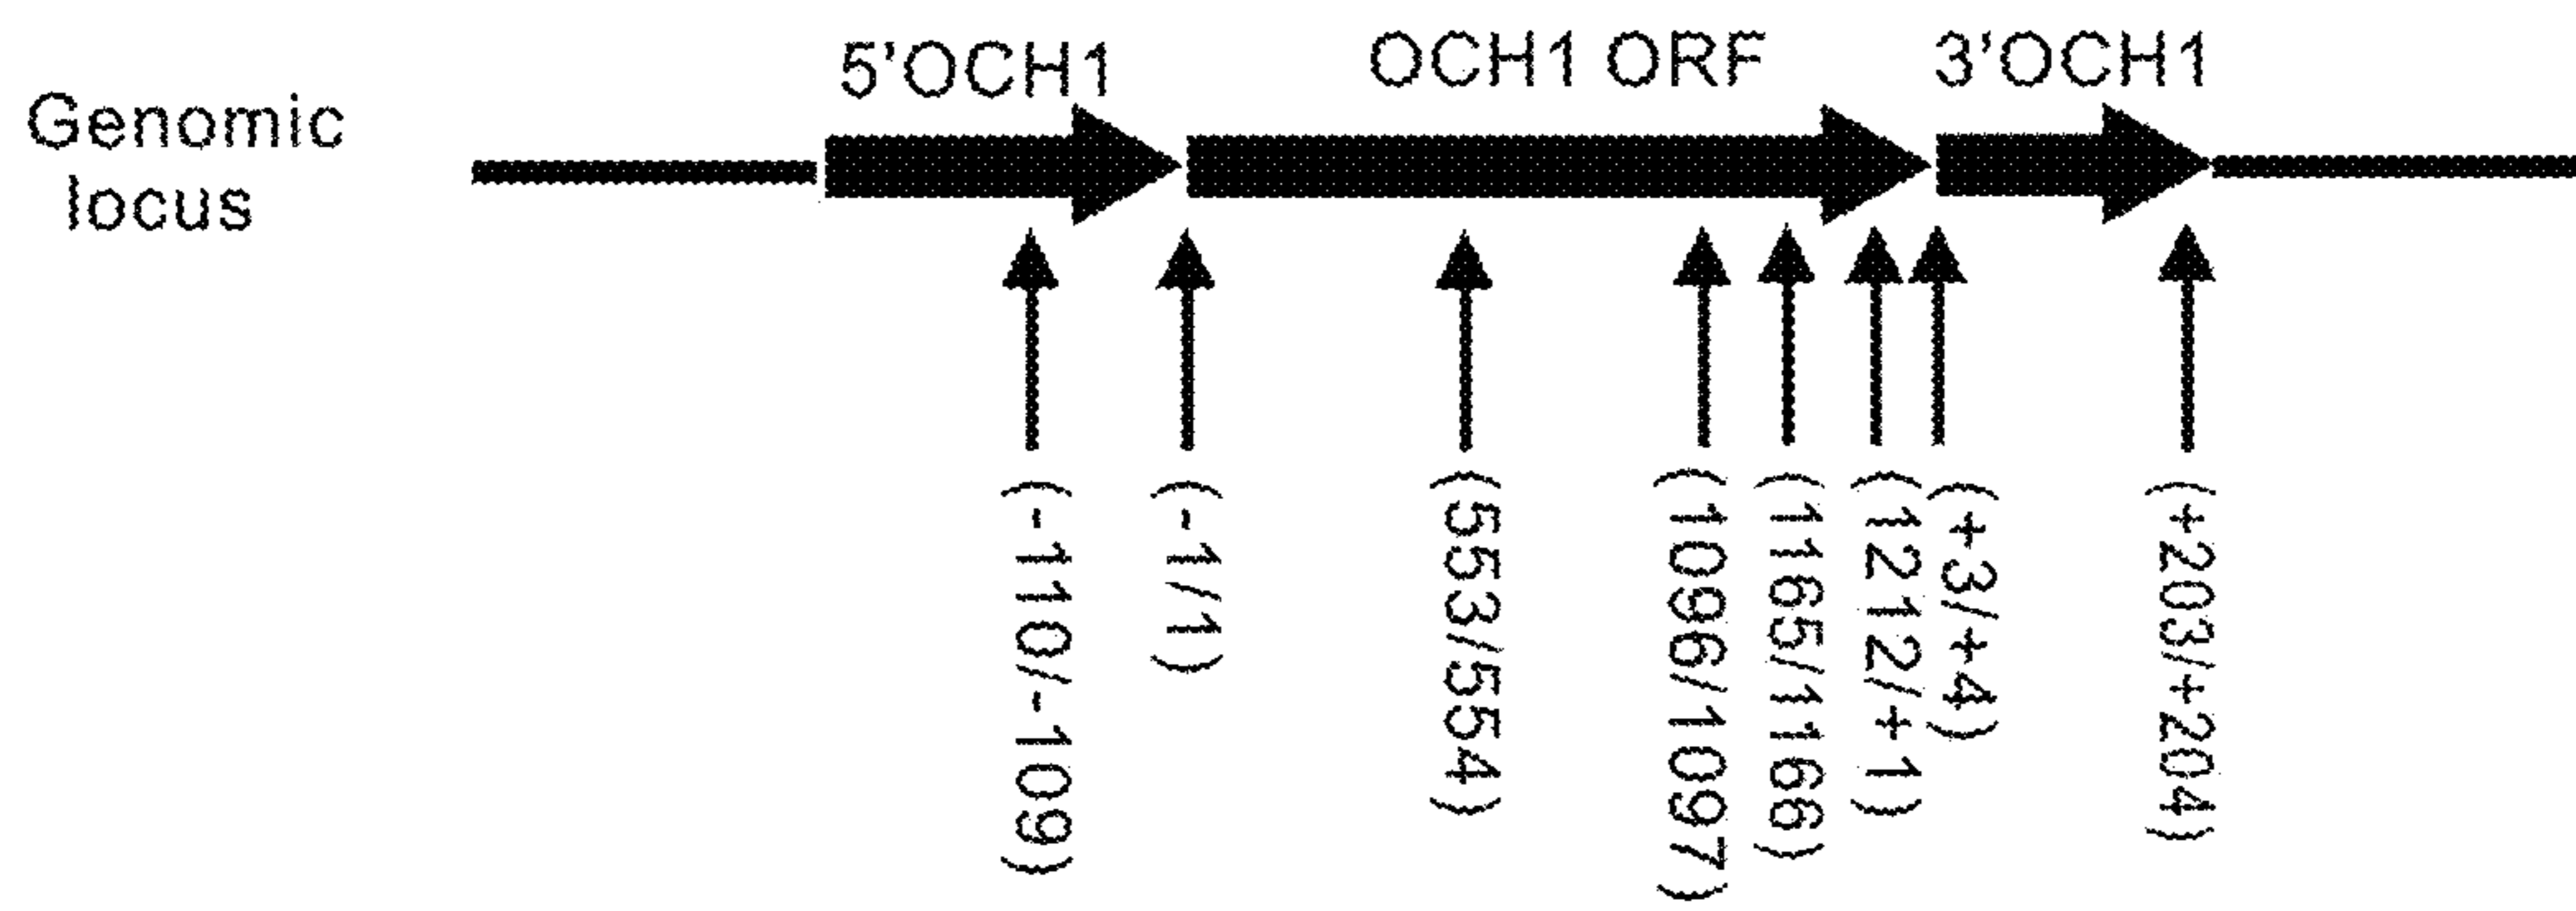 5'OCH1
OCH1 ORF
3'OCH1
Genomic
locus
(-110/-109)
(-1/1)
(553/554)
(1096/1097)
(1165/1166)
(1212/+1)
(+3/+4)
(+203/+204)